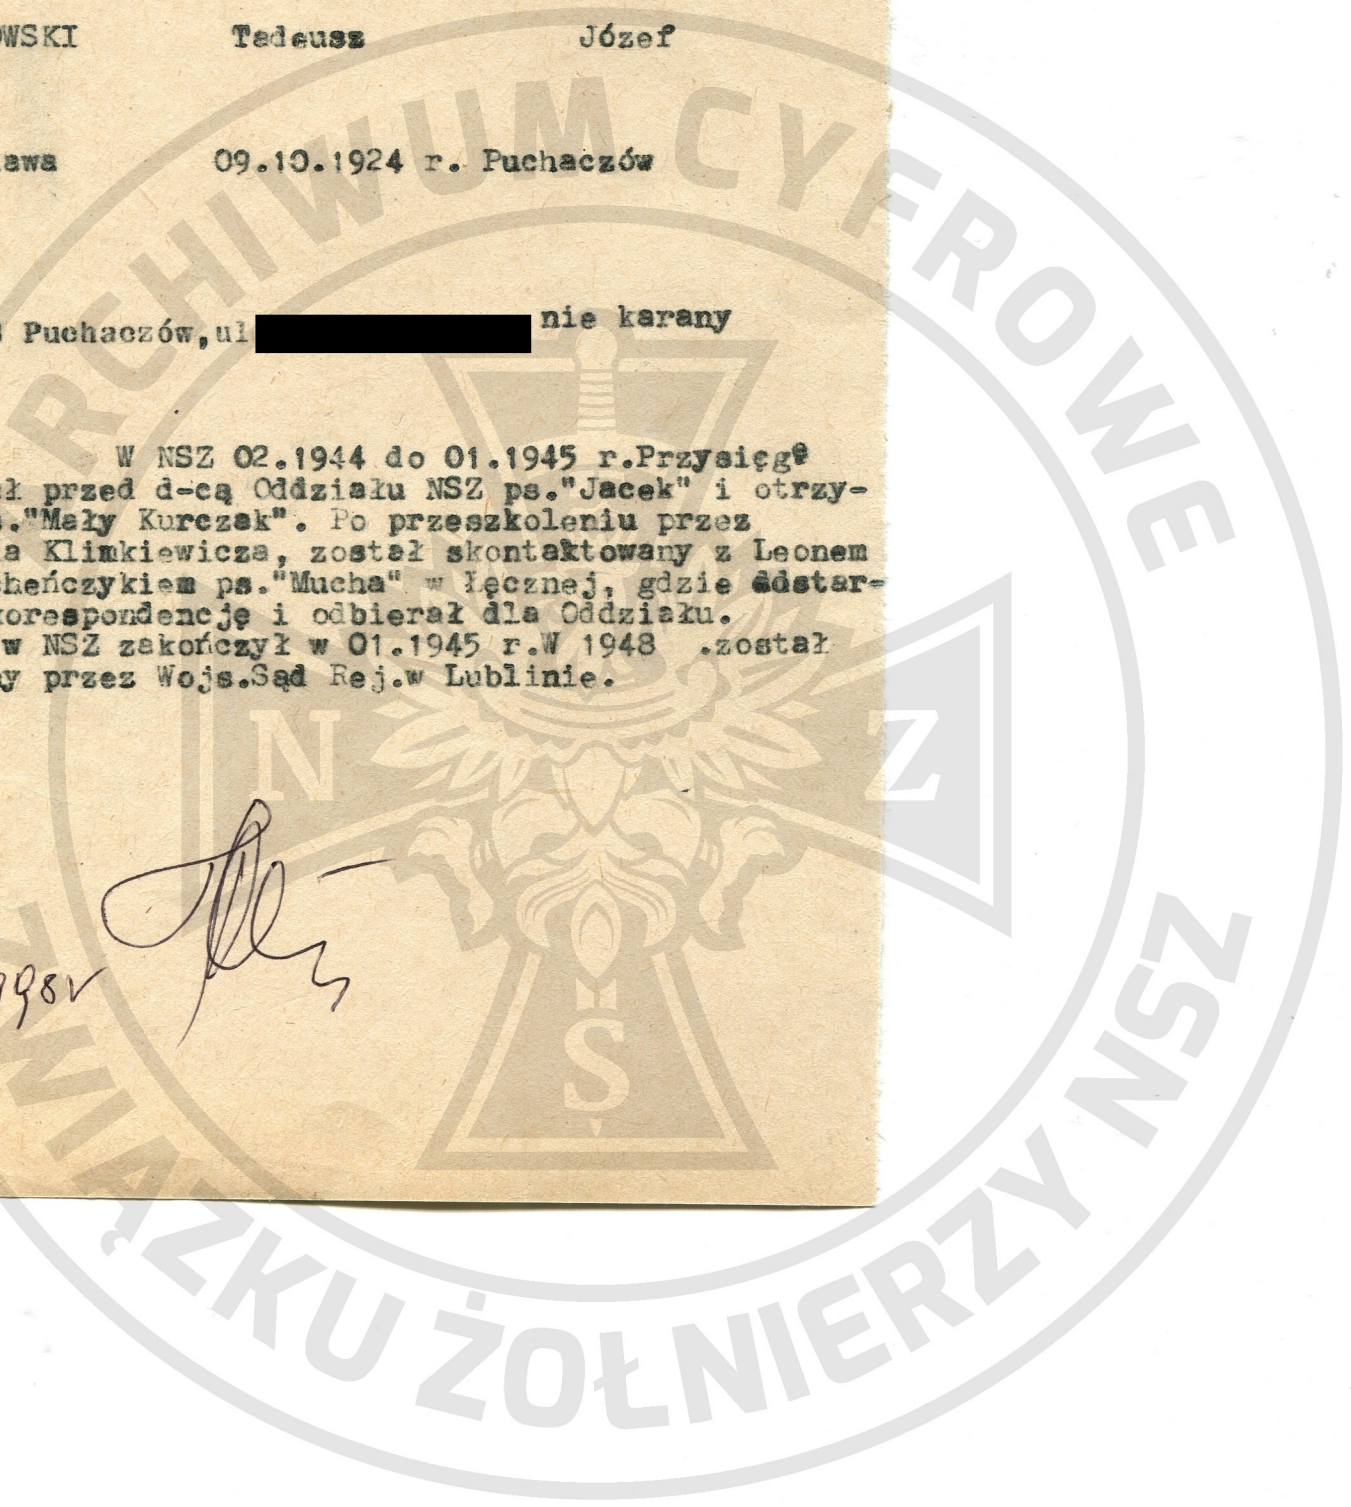 WSKI Tadeusz Józef
09.10.1924 r. Puchaczów
Puchaczów,ul nie karany
W NSZ 02.1944 do 01.1945 r.Przysięgę
ł przed d-cą Oddziału NSZ ps."Jacek" i otrzy-
."Mały Kurczak". Po przeszkoleniu przez
a Klimkiewicza, został skontaktowany z Leonem
heńczykiem ps."Mucha" w Łęcznej, gdzie dostar-
orespondencję i odbierał dla Oddziału.
w NSZ zakończył w 01.1945 r.W 1948 .został
y przez Wojs.Sąd Rej.w Lublinie.
998r
ARCHIWUM CYFROWE
ZWIĄZKU ŻOŁNIERZY NSZ
N Z
S